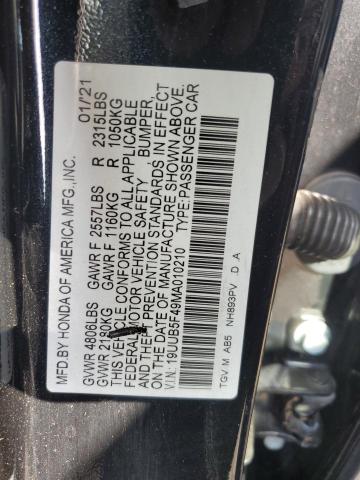 MFD.BY HONDA OF AMERICA MFG.,INC. 01/21
GVWR 4806LBS GAWR F 2557LBS R 2315LBS
GVWR 2180KG GAWR F 1160KG R 1050KG
THIS VEHICLE CONFORMS TO ALL APPLICABLE
FEDERAL MOTOR VEHICLE SAFETY BUMPER,
AND THEFT PREVENTION STANDARDS IN EFFECT
ON THE DATE OF MANUFACTURE SHOWN ABOVE.
V.I.N.: 19UUB5F49MA010210 TYPE:PASSENGER CAR
TGV M AB5 NH893PV D A